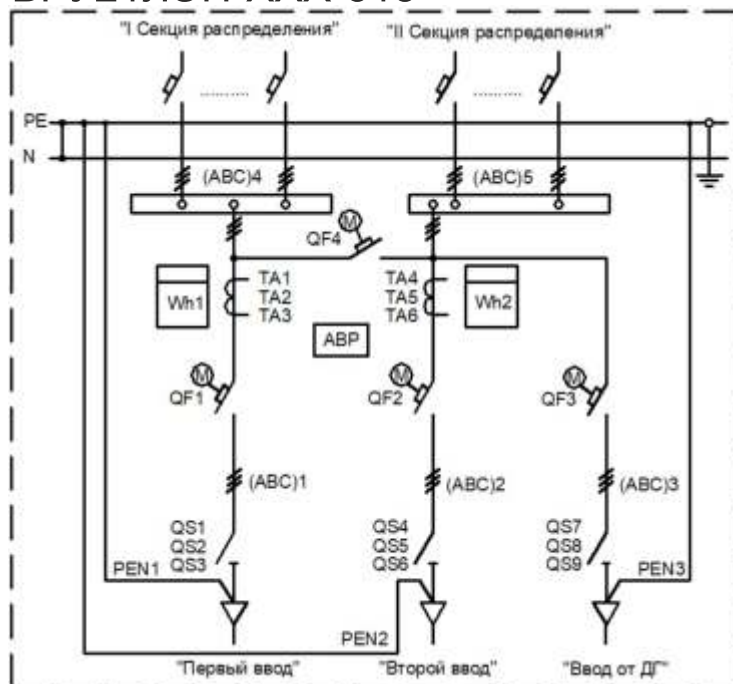 "I Секция распределения" "II Секция распределения"
PE
N
(ABC)4 (ABC)5
M
QF4
Wh1 TA1 TA4 Wh2
TA2 TA5
TA3 TA6
АВР
M M M
QF1 QF2 QF3
(ABC)1 (ABC)2 (ABC)3
QS1 QS4 QS7
QS2 QS5 QS8
QS3 QS6 QS9
PEN1 PEN3
PEN2
"Первый ввод" "Второй ввод" "Ввод от ДГ"